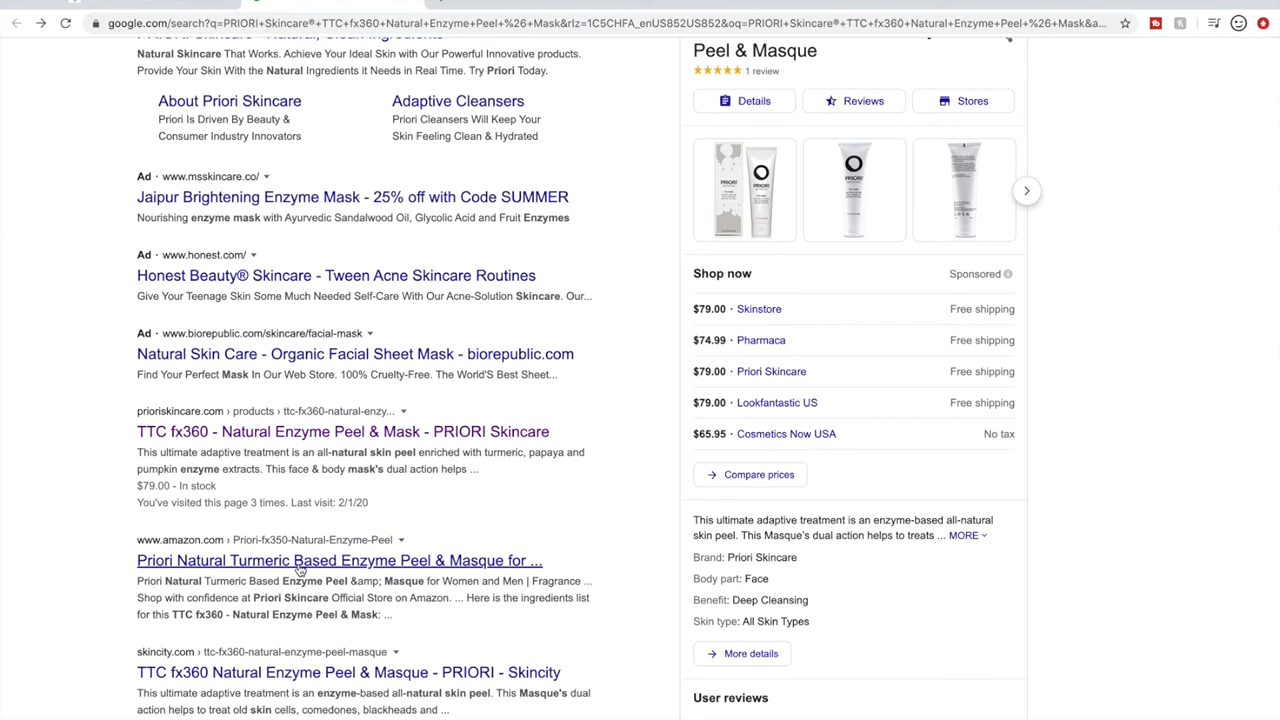 google.com/search?q=PRIORI+Skincare®+TTC+fx360+Natural+Enzyme+Peel+%26+Mask&rlz=1C5CHFA_enUS852US852&oq=PRIORI+Skincare®+TTC+fx360+Natural+Enzyme+Peel+%26+Mask&a...
Natural Skincare That Works. Achieve Your Ideal Skin with Our Powerful Innovative products.
Provide Your Skin With the Natural Ingredients it Needs in Real Time. Try Priori Today.
About Priori Skincare
Priori Is Driven By Beauty &
Consumer Industry Innovators
Adaptive Cleansers
Priori Cleansers Will Keep Your
Skin Feeling Clean & Hydrated
Ad · www.msskincare.co/
Jaipur Brightening Enzyme Mask - 25% off with Code SUMMER
Nourishing enzyme mask with Ayurvedic Sandalwood Oil, Glycolic Acid and Fruit Enzymes
Ad · www.honest.com/
Honest Beauty® Skincare - Tween Acne Skincare Routines
Give Your Teenage Skin Some Much Needed Self-Care With Our Acne-Solution Skincare. Our...
Ad · www.biorepublic.com/skincare/facial-mask
Natural Skin Care - Organic Facial Sheet Mask - biorepublic.com
Find Your Perfect Mask In Our Web Store. 100% Cruelty-Free. The World'S Best Sheet...
prioriskincare.com › products › ttc-fx360-natural-enzy...
TTC fx360 - Natural Enzyme Peel & Mask - PRIORI Skincare
This ultimate adaptive treatment is an all-natural skin peel enriched with turmeric, papaya and
pumpkin enzyme extracts. This face & body mask's dual action helps ...
$79.00 - In stock
You've visited this page 3 times. Last visit: 2/1/20
www.amazon.com › Priori-fx350-Natural-Enzyme-Peel
Priori Natural Turmeric Based Enzyme Peel & Masque for ...
Priori Natural Turmeric Based Enzyme Peel &amp; Masque for Women and Men | Fragrance ...
Shop with confidence at Priori Skincare Official Store on Amazon. ... Here is the ingredients list
for this TTC fx360 - Natural Enzyme Peel & Mask: ...
skincity.com › ttc-fx360-natural-enzyme-peel-masque
TTC fx360 Natural Enzyme Peel & Masque - PRIORI - Skincity
This ultimate adaptive treatment is an enzyme-based all-natural skin peel. This Masque's dual
action helps to treat old skin cells, comedones, blackheads and ...
Peel & Masque
1 review
Details
Reviews
Stores
PRIORI
PRIORI
Shop now
Sponsored
$79.00 · Skinstore Free shipping
$74.99 · Pharmaca Free shipping
$79.00 · Priori Skincare Free shipping
$79.00 · Lookfantastic US Free shipping
$65.95 · Cosmetics Now USA No tax
Compare prices
This ultimate adaptive treatment is an enzyme-based all-natural
skin peel. This Masque's dual action helps to treats ... MORE
Brand: Priori Skincare
Body part: Face
Benefit: Deep Cleansing
Skin type: All Skin Types
More details
User reviews